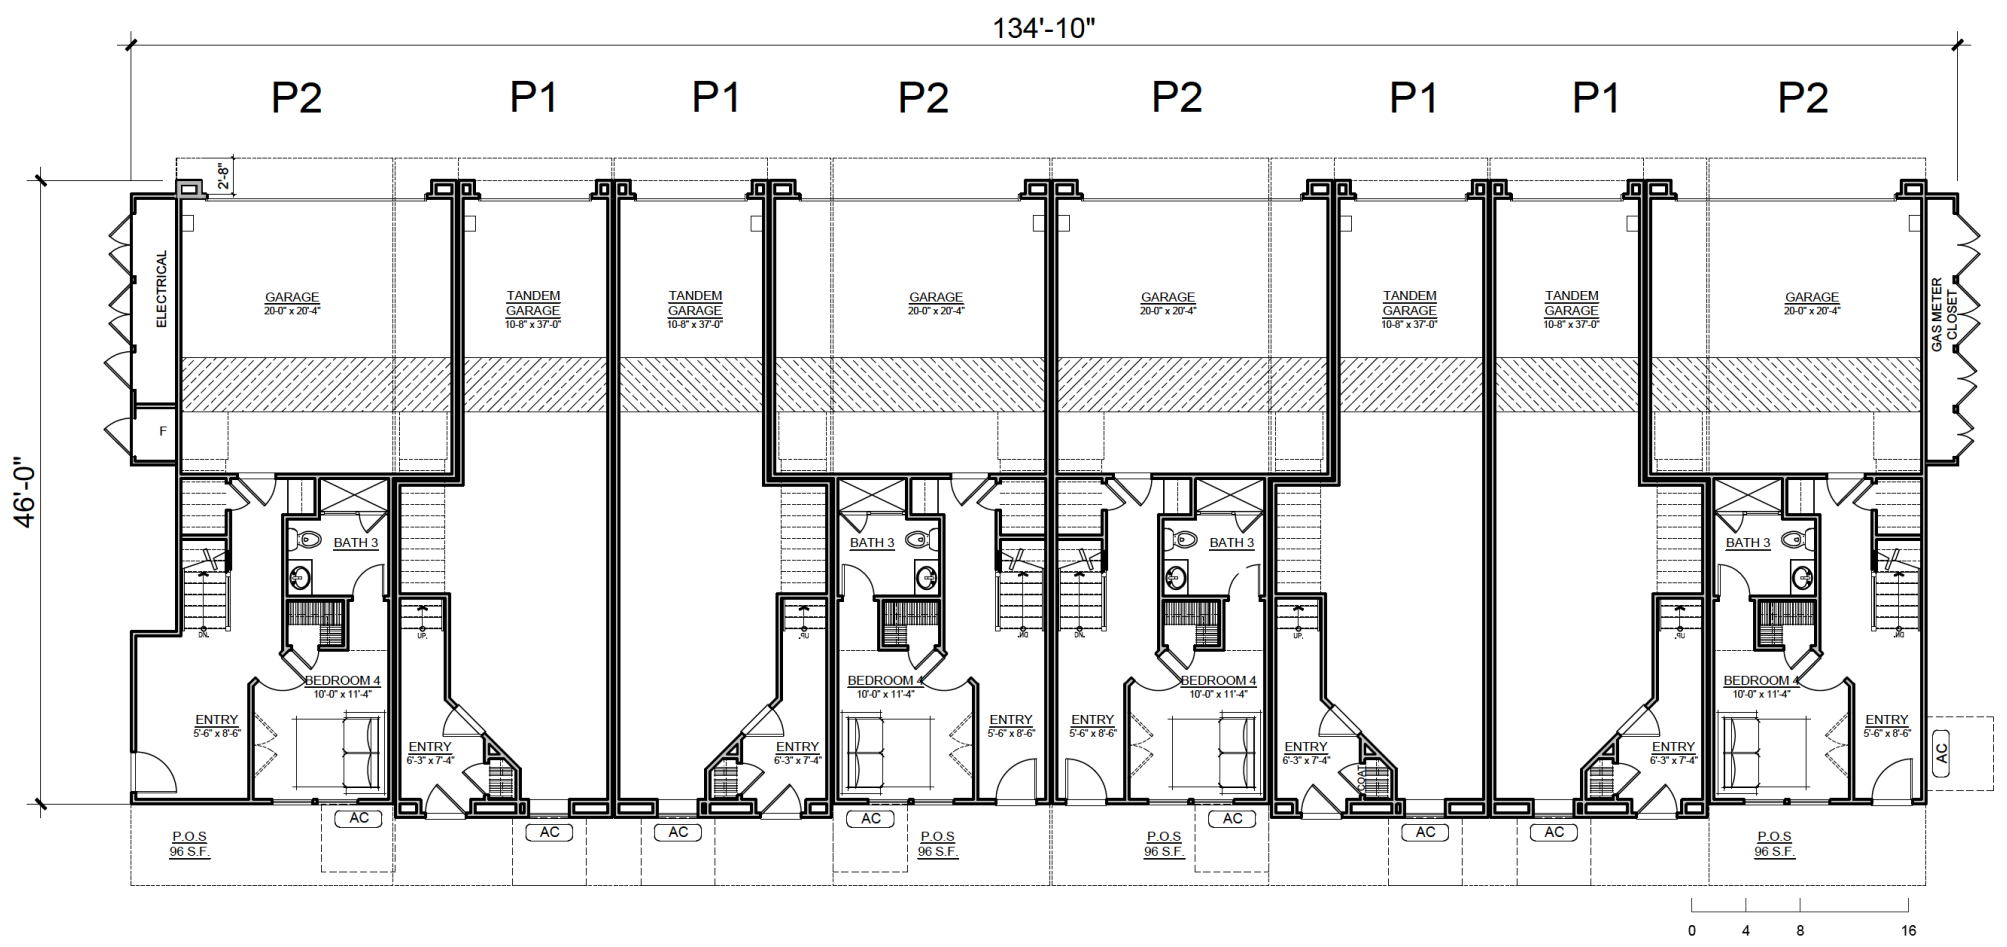 134'-10"
P2 P1 P1 P2 P2 P1 P1 P2
2'-8"
46'-0"
ELECTRICAL
F
GARAGE
20-0" x 20'-4"
TANDEM
GARAGE
10-8" x 37'-0"
TANDEM
GARAGE
10-8" x 37'-0"
GARAGE
20-0" x 20'-4"
GARAGE
20-0" x 20'-4"
TANDEM
GARAGE
10-8" x 37'-0"
TANDEM
GARAGE
10-8" x 37'-0"
GARAGE
20-0" x 20'-4"
GAS METER
CLOSET
BATH 3
BATH 3
BATH 3
BATH 3
DN.
UP.
UP.
DN.
DN.
UP.
UP.
DN.
BEDROOM 4
10'-0" x 11'-4"
BEDROOM 4
10'-0" x 11'-4"
BEDROOM 4
10'-0" x 11'-4"
BEDROOM 4
10'-0" x 11'-4"
ENTRY
5'-6" x 8'-6"
ENTRY
6'-3" x 7'-4"
ENTRY
6'-3" x 7'-4"
ENTRY
5'-6" x 8'-6"
ENTRY
5'-6" x 8'-6"
ENTRY
6'-3" x 7'-4"
COAT
ENTRY
6'-3" x 7'-4"
ENTRY
5'-6" x 8'-6"
AC
AC
AC
AC
AC
AC
AC
AC
P.O.S
96 S.F.
P.O.S
96 S.F.
P.O.S
96 S.F.
P.O.S
96 S.F.
0 4 8 16